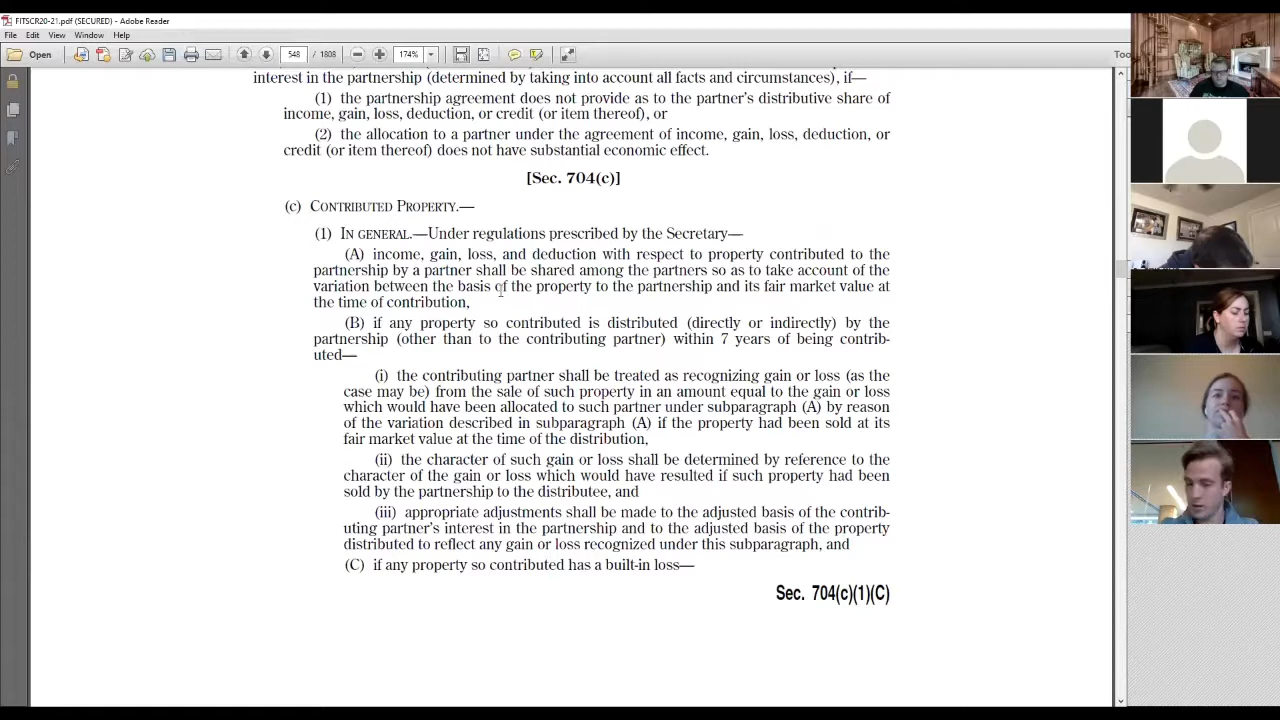 FITSCR20-21.pdf (SECURED) - Adobe Reader
File Edit View Window Help
Open 548 / 1808 174% Too
interest in the partnership (determined by taking into account all facts and circumstances), if—
(1) the partnership agreement does not provide as to the partner's distributive share of
income, gain, loss, deduction, or credit (or item thereof), or
(2) the allocation to a partner under the agreement of income, gain, loss, deduction, or
credit (or item thereof) does not have substantial economic effect.
[Sec. 704(c)]
(c) CONTRIBUTED PROPERTY.—
(1) IN GENERAL.—Under regulations prescribed by the Secretary—
(A) income, gain, loss, and deduction with respect to property contributed to the
partnership by a partner shall be shared among the partners so as to take account of the
variation between the basis of the property to the partnership and its fair market value at
the time of contribution,
(B) if any property so contributed is distributed (directly or indirectly) by the
partnership (other than to the contributing partner) within 7 years of being contrib-
uted—
(i) the contributing partner shall be treated as recognizing gain or loss (as the
case may be) from the sale of such property in an amount equal to the gain or loss
which would have been allocated to such partner under subparagraph (A) by reason
of the variation described in subparagraph (A) if the property had been sold at its
fair market value at the time of the distribution,
(ii) the character of such gain or loss shall be determined by reference to the
character of the gain or loss which would have resulted if such property had been
sold by the partnership to the distributee, and
(iii) appropriate adjustments shall be made to the adjusted basis of the contrib-
uting partner's interest in the partnership and to the adjusted basis of the property
distributed to reflect any gain or loss recognized under this subparagraph, and
(C) if any property so contributed has a built-in loss—
Sec. 704(c)(1)(C)